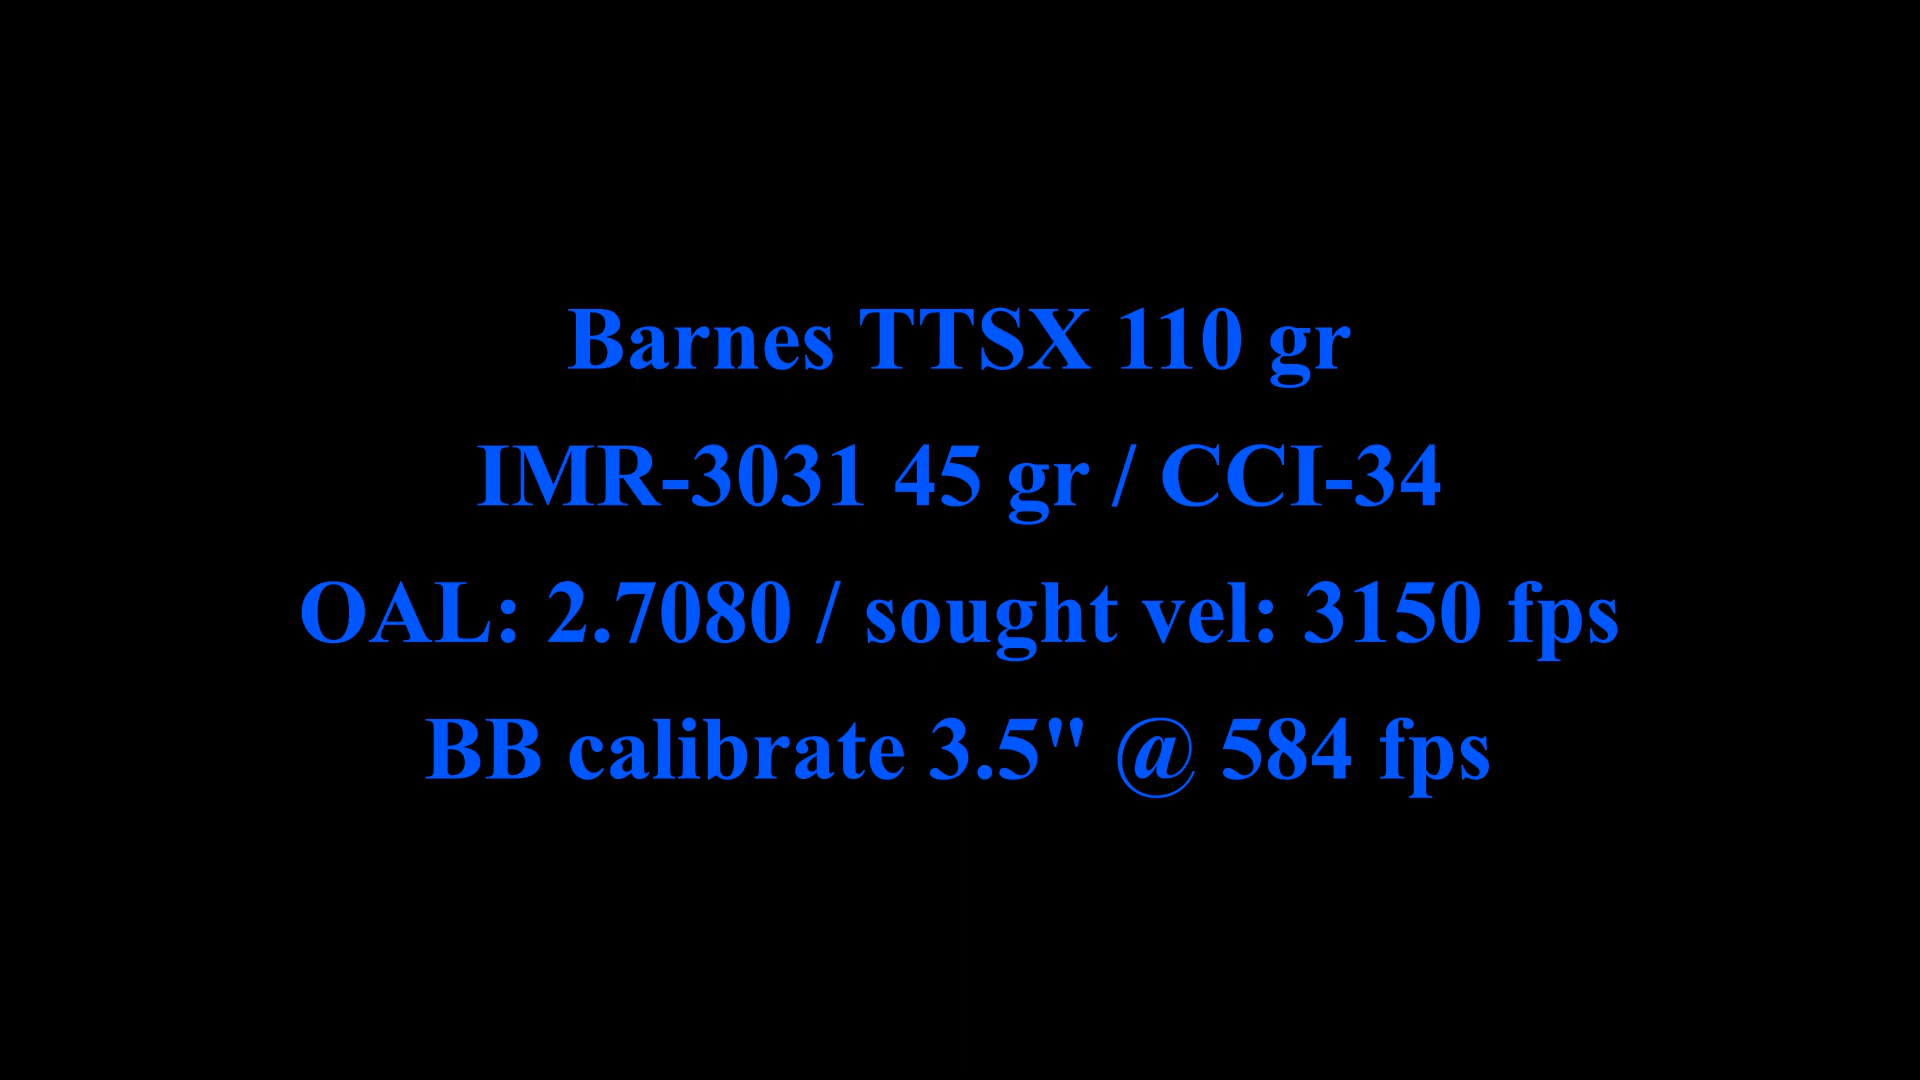 Barnes TTSX 110 gr
IMR-3031 45 gr / CCI-34
OAL: 2.7080 / sought vel: 3150 fps
BB calibrate 3.5" @ 584 fps